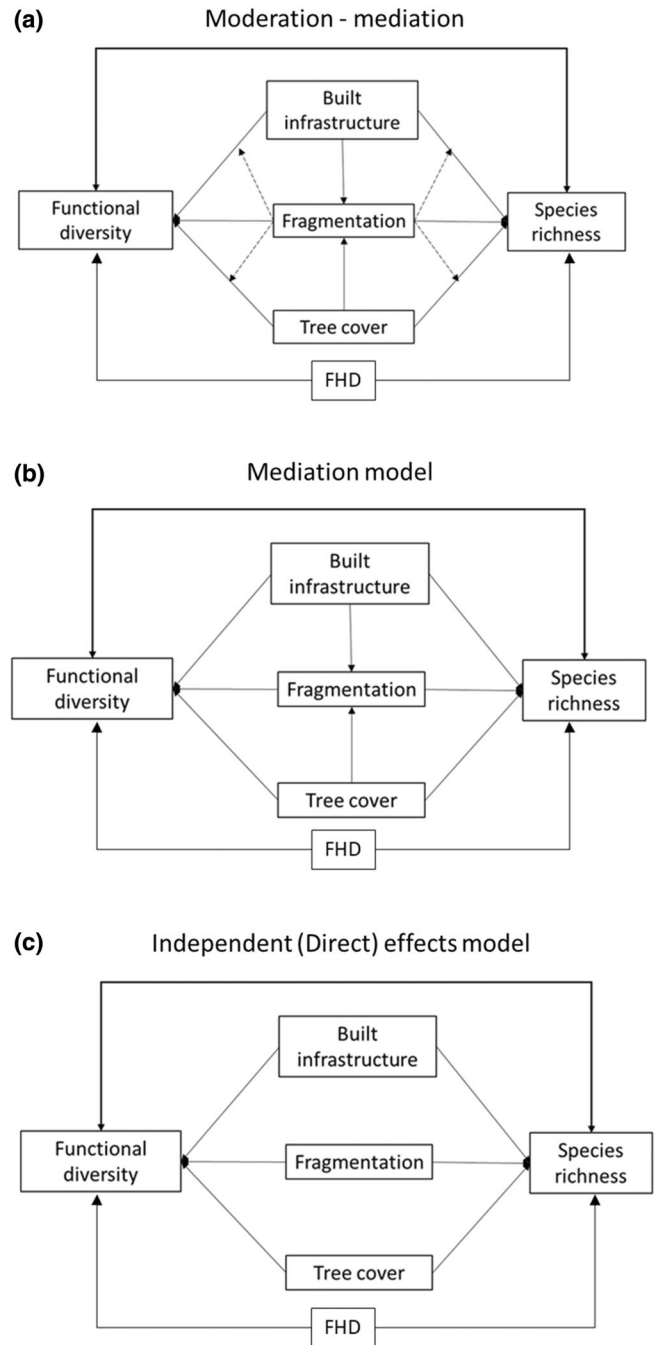 (a)
Moderation - mediation
Built
infrastructure
Functional
diversity
Fragmentation
Species
richness
Tree cover
FHD
(b)
Mediation model
Built
infrastructure
Functional
diversity
Fragmentation
Species
richness
Tree cover
FHD
(c)
Independent (Direct) effects model
Built
infrastructure
Functional
diversity
Fragmentation
Species
richness
Tree cover
FHD